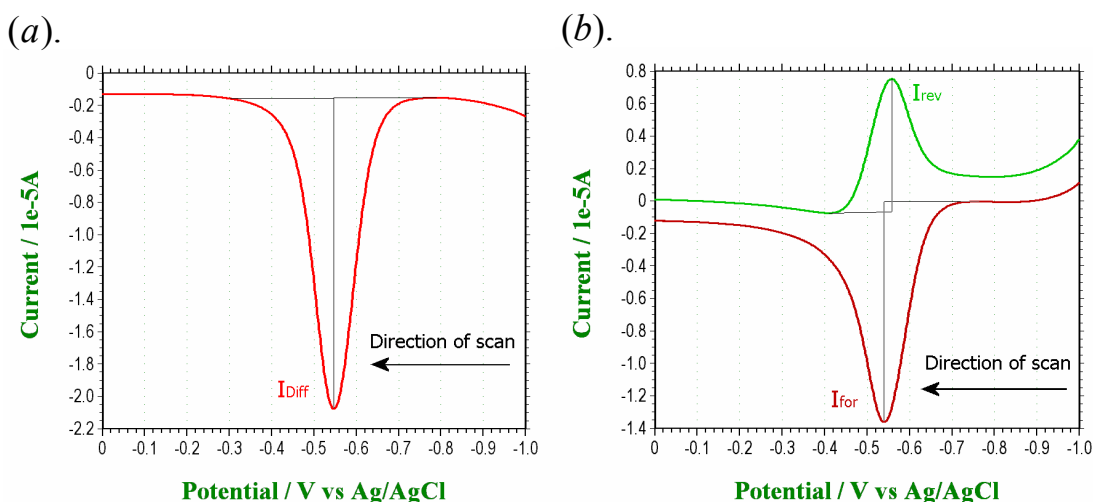 (a).
0
-0.2
-0.4
-0.6
-0.8
-1.0
-1.2
-1.4
-1.6
-1.8
-2.0
-2.2
Current / 1e-5A
Direction of scan
IDiff
0 -0.1 -0.2 -0.3 -0.4 -0.5 -0.6 -0.7 -0.8 -0.9 -1.0
Potential / V vs Ag/AgCl
(b).
0.8
0.6
0.4
0.2
0
-0.2
-0.4
-0.6
-0.8
-1.0
-1.2
-1.4
Current / 1e-5A
Irev
Direction of scan
Ifor
0 -0.1 -0.2 -0.3 -0.4 -0.5 -0.6 -0.7 -0.8 -0.9 -1.0
Potential / V vs Ag/AgCl